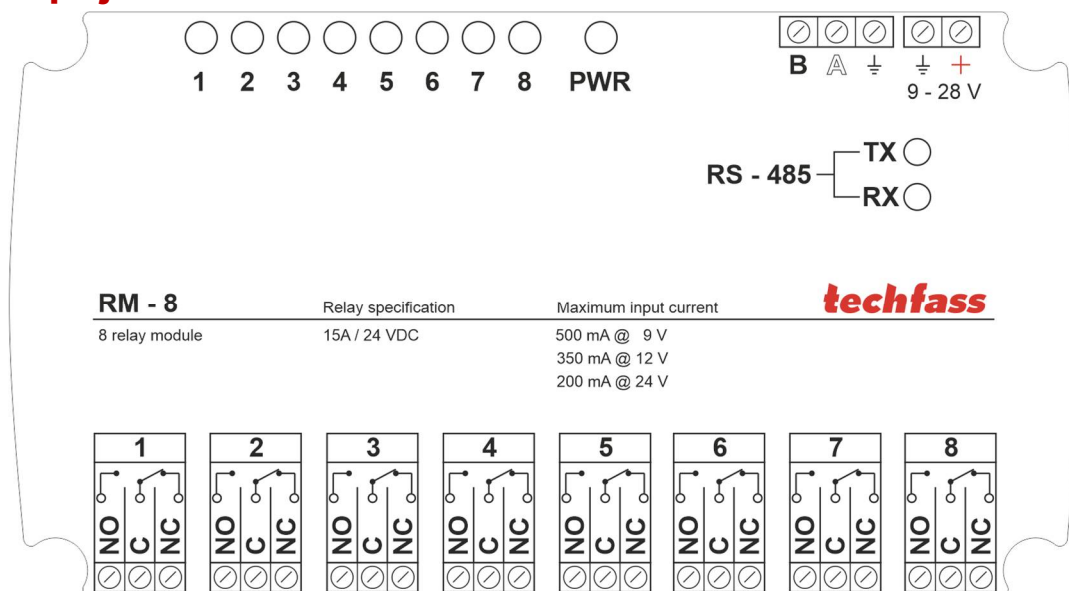 1 2 3 4 5 6 7 8 PWR
B A
+
9 - 28 V
TX
RS - 485
RX
RM - 8 Relay specification Maximum input current techfass
8 relay module 15A / 24 VDC 500 mA @ 9 V
350 mA @ 12 V
200 mA @ 24 V
1 2 3 4 5 6 7 8
NO C NC NO C NC NO C NC NO C NC NO C NC NO C NC NO C NC NO C NC